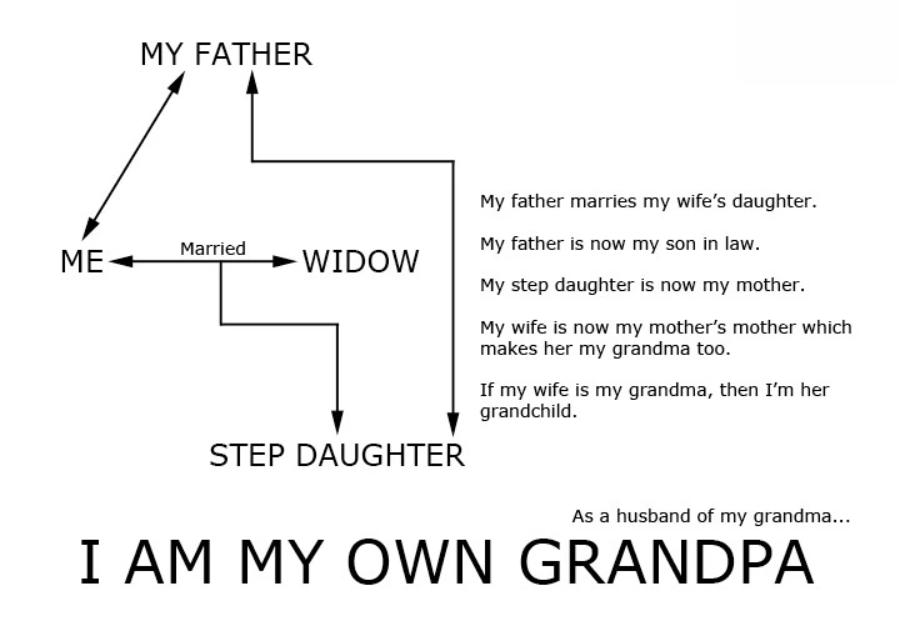 MY FATHER
My father marries my wife’s daughter.
My father is now my son in law.
ME
Married
WIDOW
My step daughter is now my mother.
My wife is now my mother’s mother which
makes her my grandma too.
If my wife is my grandma, then I’m her
grandchild.
STEP DAUGHTER
As a husband of my grandma...
I AM MY OWN GRANDPA